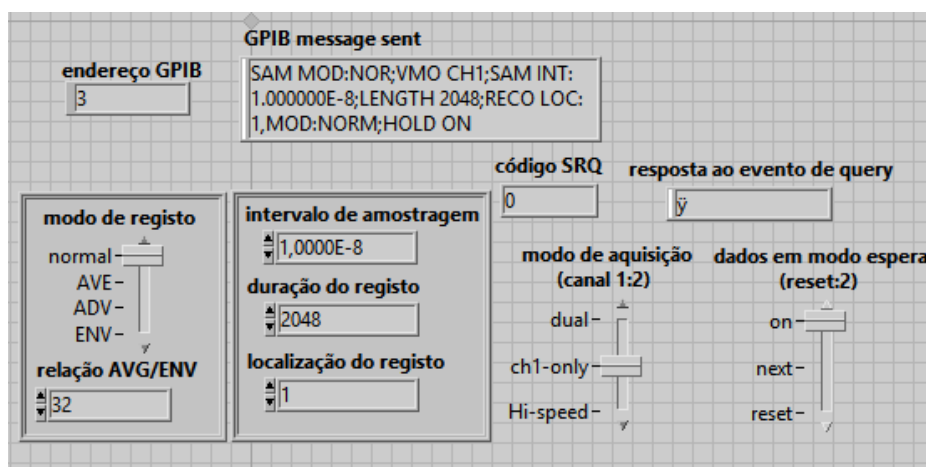 GPIB message sent
endereço GPIB
3
SAM MOD:NOR;VMO CH1;SAM INT:
1.000000E-8;LENGTH 2048;RECO LOC:
1,MOD:NORM;HOLD ON
código SRQ
0
resposta ao evento de query
ÿ
modo de registo
normal
AVE
ADV
ENV
relação AVG/ENV
32
intervalo de amostragem
1,0000E-8
duração do registo
2048
localização do registo
1
modo de aquisição
(canal 1:2)
dual
ch1-only
Hi-speed
dados em modo espera
(reset:2)
on
next
reset